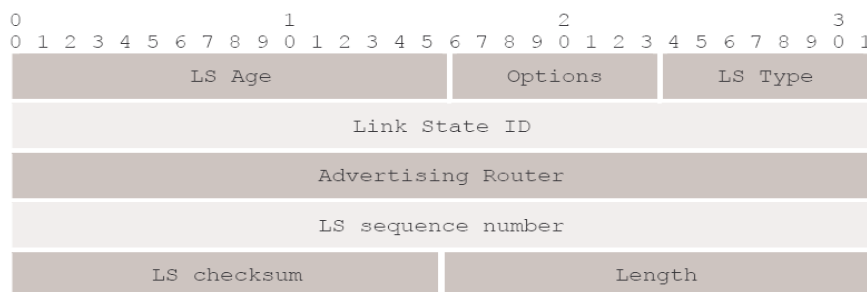 0 1 2 3
0 1 2 3 4 5 6 7 8 9 0 1 2 3 4 5 6 7 8 9 0 1 2 3 4 5 6 7 8 9 0 1
LS Age Options LS Type
Link State ID
Advertising Router
LS sequence number
LS checksum Length